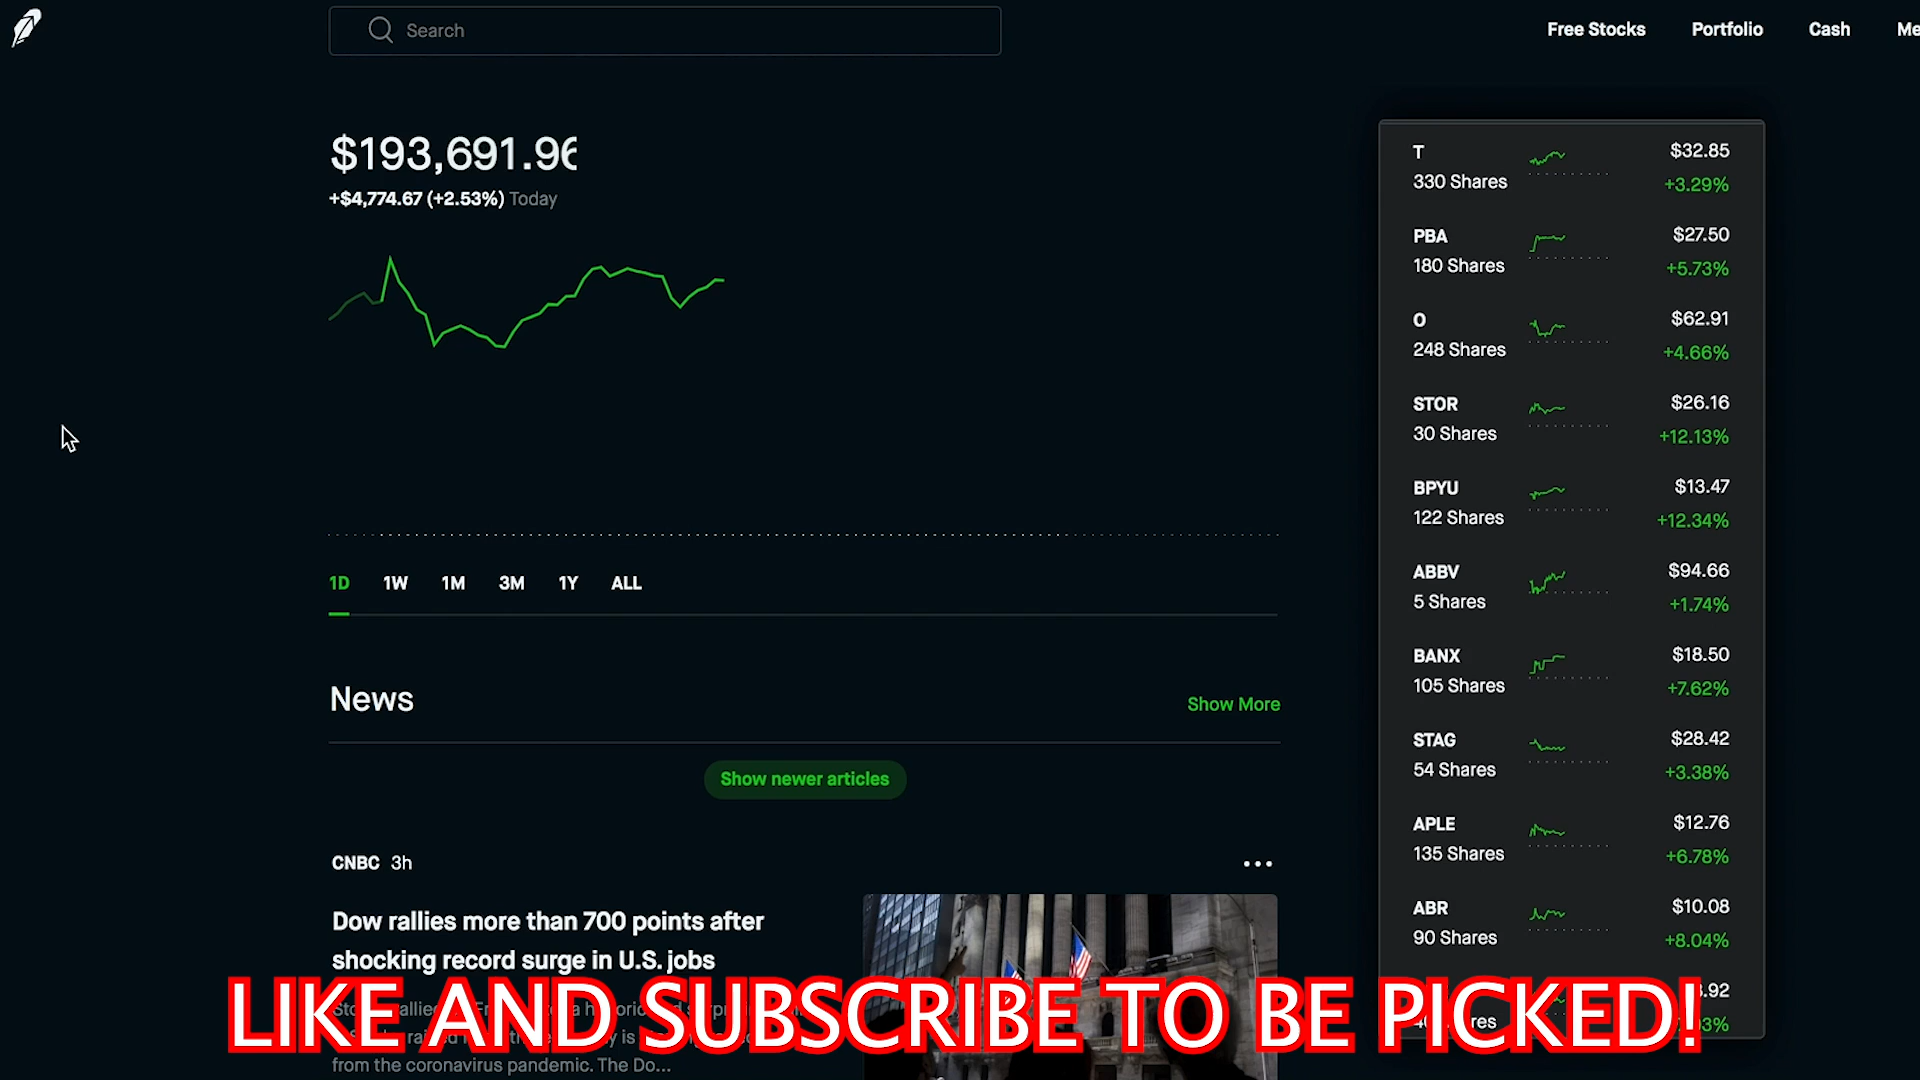 Search
Free Stocks
Portfolio
Cash
Me
$193,691.96
+$4,774.67 (+2.53%) Today
1D 1W 1M 3M 1Y ALL
News
Show More
Show newer articles
CNBC 3h
Dow rallies more than 700 points after
shocking record surge in U.S. jobs
from the coronavirus pandemic. The Do...
T $32.85
330 Shares +3.29%
PBA $27.50
180 Shares +5.73%
O $62.91
248 Shares +4.66%
STOR $26.16
30 Shares +12.13%
BPYU $13.47
122 Shares +12.34%
ABBV $94.66
5 Shares +1.74%
BANX $18.50
105 Shares +7.62%
STAG $28.42
54 Shares +3.38%
APLE $12.76
135 Shares +6.78%
ABR $10.08
90 Shares +8.04%
LIKE AND SUBSCRIBE TO BE PICKED!